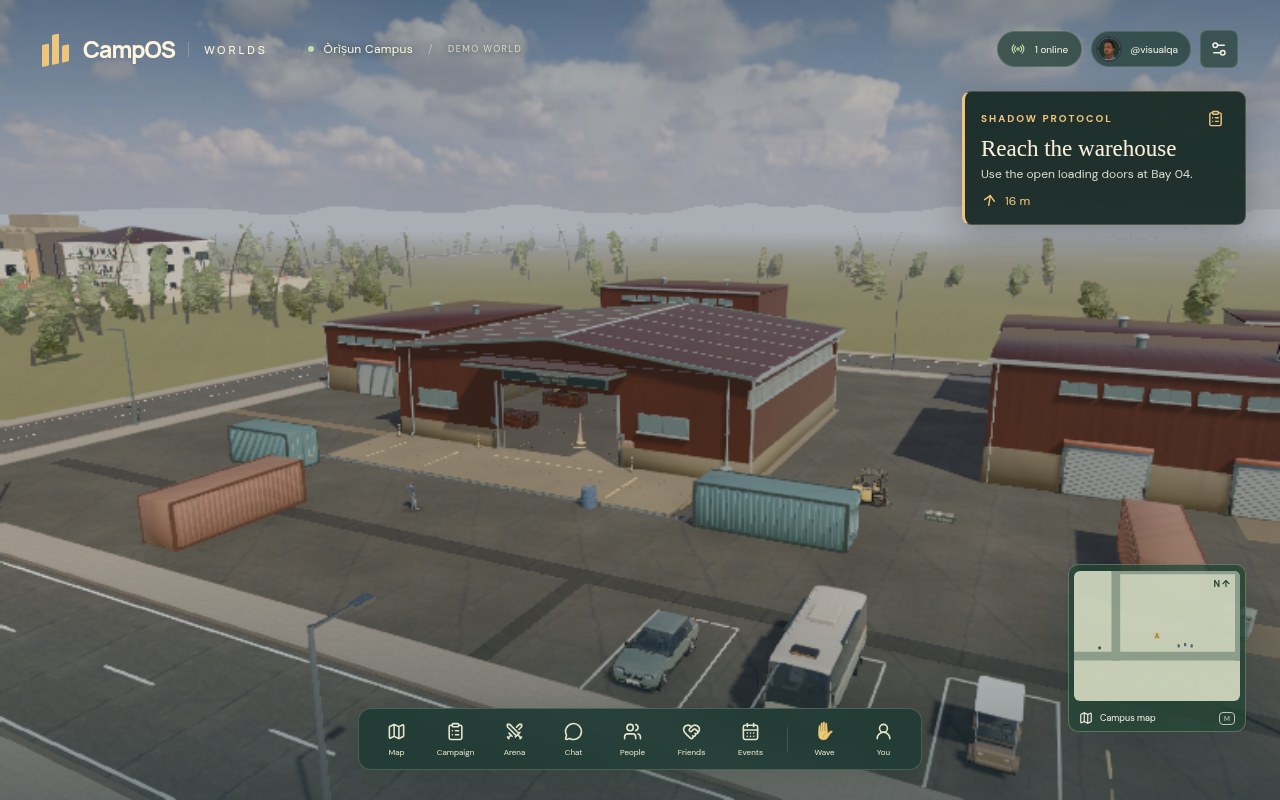 CampOS
WORLDS
Òrìṣun Campus / DEMO WORLD
1 online
@visualqa
SHADOW PROTOCOL
Reach the warehouse
Use the open loading doors at Bay 04.
16 m
N
Campus map
M
Map
Campaign
Arena
Chat
People
Friends
Events
Wave
You